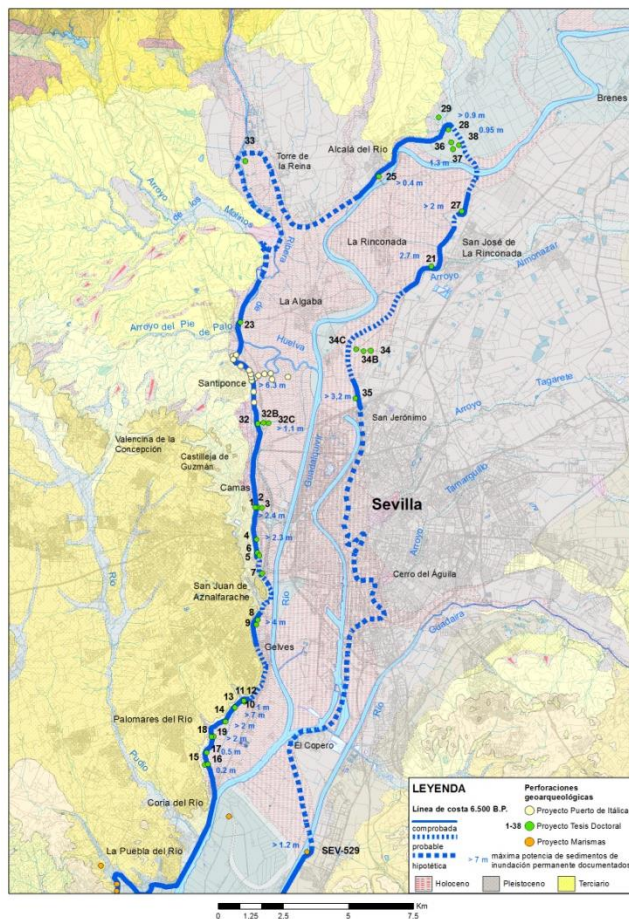 Brenes
29
> 0.9 m
28
0.95 m
36
38
37
1.3 m
33
Torre de
la Reina
Alcalá del Río
25
> 0.4 m
Arroyo
de los
Molinos
27
> 2 m
Ribera
de
Huelva
La Rinconada
San José de
La Rinconada
2.7 m
21
Arroyo
Almonazar
La Algaba
23
Arroyo del Pie de Palo
34C
34
34B
Santiponce
> 6.3 m
35
> 3,2 m
San Jerónimo
Arroyo
Tagarete
32
32B
32C
> 1.1 m
Valencina de la
Concepción
Castilleja de
Guzmán
Guadalquivir
Camas
Sevilla
Tamarguillo
Arroyo
1
2
3
> 2.4 m
4
> 2.3 m
6
5
7
Cerro del Águila
Río
San Juan de
Aznalfarache
8
9
> 4 m
Gelves
Río
Guadaira
Río
11
12
13
10
1 m
14
> 7 m
Palomares del Río
> 2 m
18
19
> 2 m
17
0.5 m
15
16
0.2 m
El Copero
Pudio
Coria del Río
La Puebla del Río
> 1.2 m
SEV-529
LEYENDA
Línea de costa 6.500 B.P.
comprobada
probable
hipotética
Perforaciones
geoarqueológicas
Proyecto Puerto de Itálica
1-38 Proyecto Tesis Doctoral
Proyecto Marismas
> 7 m máxima potencia de sedimentos de
inundación permanente documentados
Holoceno Pleistoceno Terciario
0 1,25 2,5 5 7,5
Km